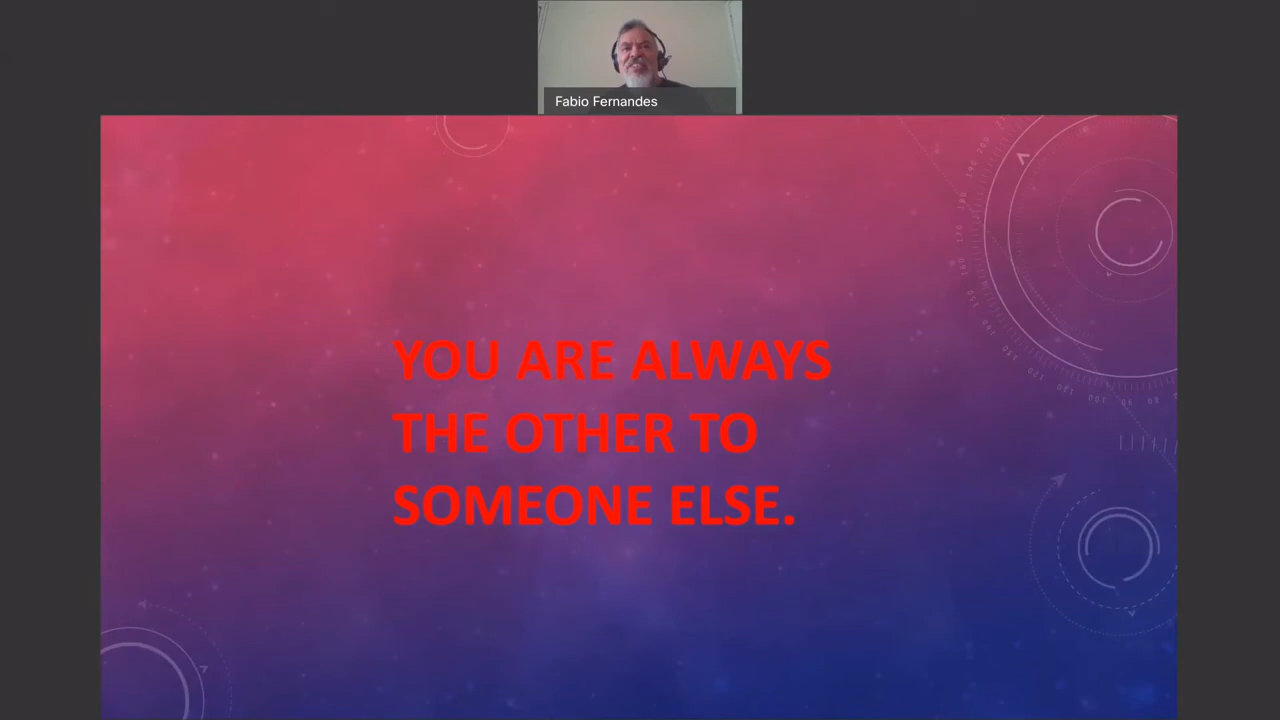 Fabio Fernandes
YOU ARE ALWAYS
THE OTHER TO
SOMEONE ELSE.